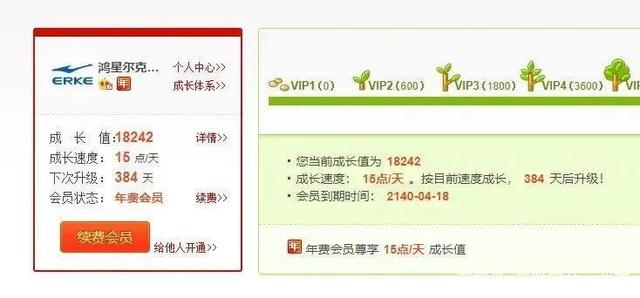 鸿星尔克...
ERKE
年
个人中心>>
成长体系>>
成 长 值:18242 详情>>
成长速度: 15 点/天
下次升级: 384 天
会员状态: 年费会员 续费>>
续费会员
给他人开通>>
VIP1(0) VIP2(600) VIP3(1800) VIP4(3600) VIP
• 您当前成长值为 18242
• 成长速度: 15点/天 。按目前速度成长, 384 天后升级!
• 会员到期时间: 2140-04-18
年 年费会员尊享 15点/天 成长值